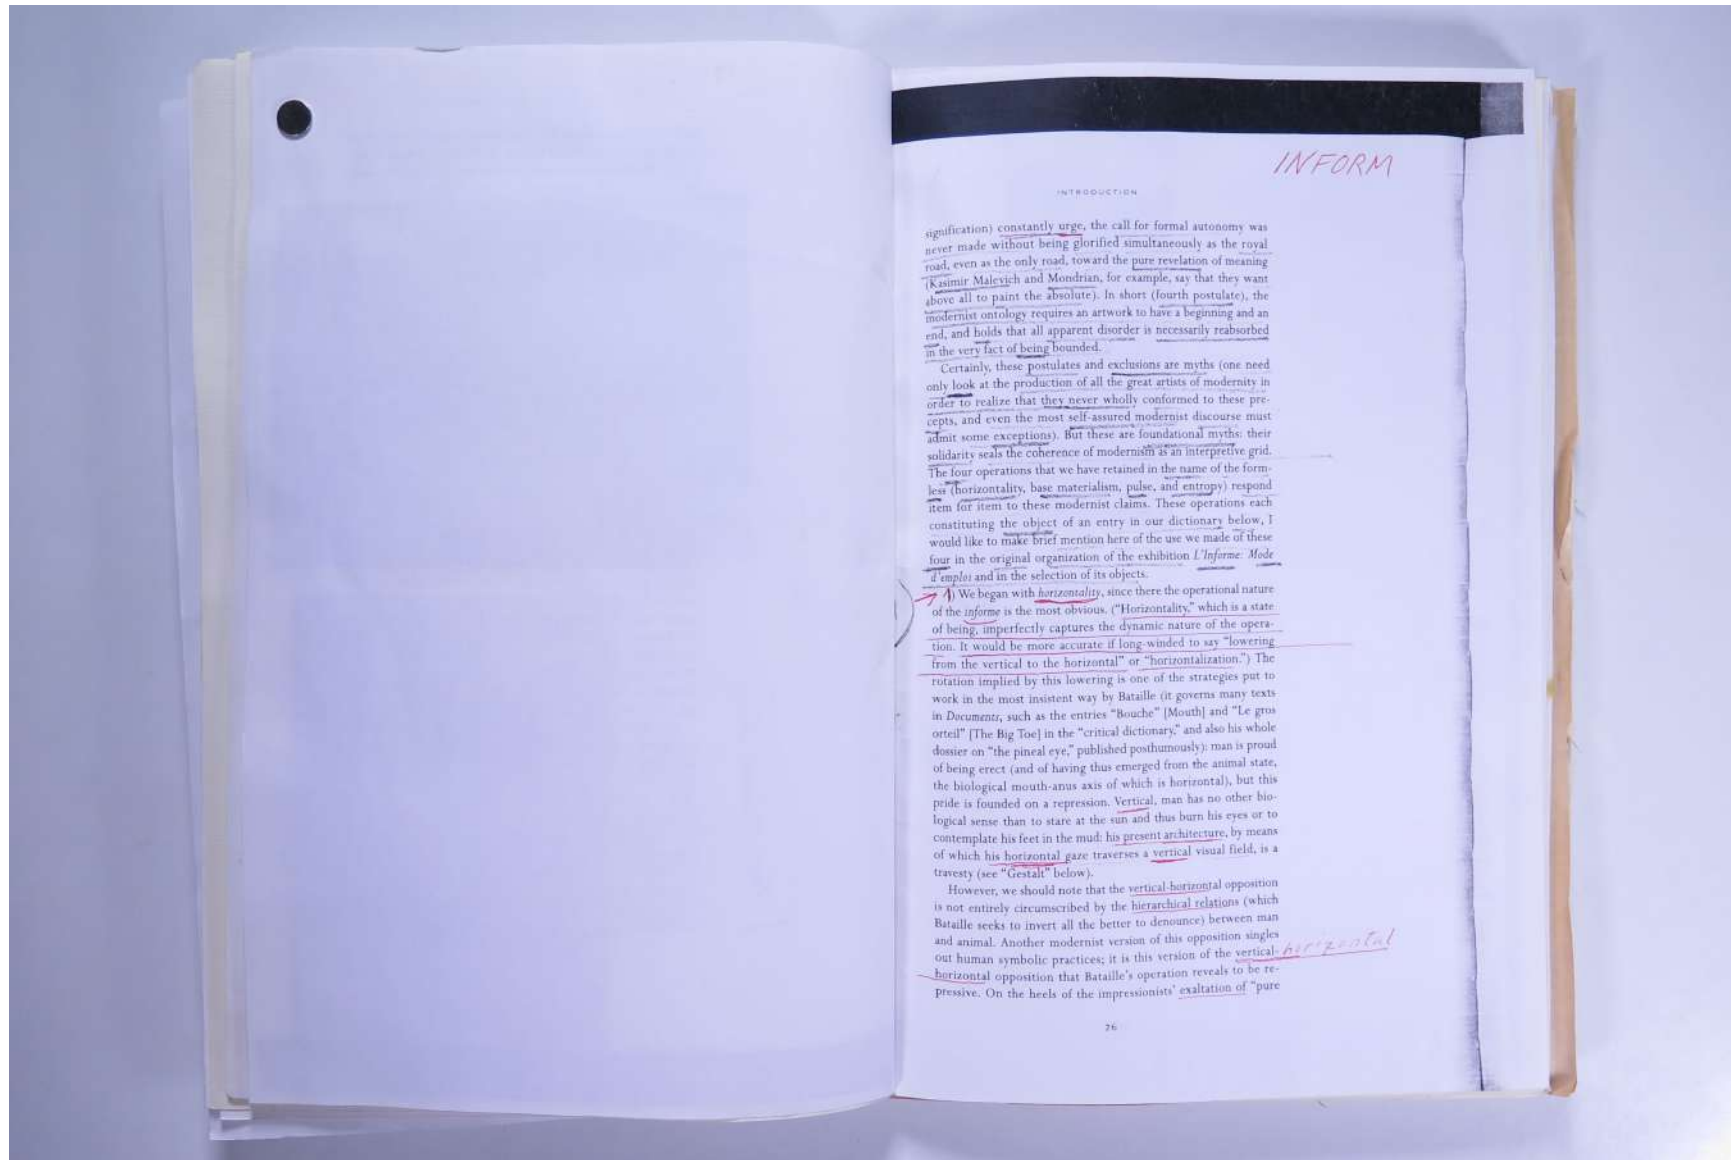 INFORM
INTRODUCTION
signification) constantly urge, the call for formal autonomy was
never made without being glorified simultaneously as the royal
road, even as the only road, toward the pure revelation of meaning
(Kasimir Malevich and Mondrian, for example, say that they want
above all to paint the absolute). In short (fourth postulate), the
modernist ontology requires an artwork to have a beginning and an
end, and holds that all apparent disorder is necessarily reabsorbed
in the very fact of being bounded.
Certainly, these postulates and exclusions are myths (one need
only look at the production of all the great artists of modernity in
order to realize that they never wholly conformed to these pre-
cepts, and even the most self-assured modernist discourse must
admit some exceptions). But these are foundational myths: their
solidarity seals the coherence of modernism as an interpretive grid.
The four operations that we have retained in the name of the form-
less (horizontality, base materialism, pulse, and entropy) respond
item for item to these modernist claims. These operations each
constituting the object of an entry in our dictionary below, I
would like to make brief mention here of the use we made of these
four in the original organization of the exhibition L'Informe: Mode
d'emploi and in the selection of its objects.
1) We began with horizontality, since there the operational nature
of the informe is the most obvious. ("Horizontality," which is a state
of being, imperfectly captures the dynamic nature of the opera-
tion. It would be more accurate if long-winded to say "lowering
from the vertical to the horizontal" or "horizontalization.") The
rotation implied by this lowering is one of the strategies put to
work in the most insistent way by Bataille (it governs many texts
in Documents, such as the entries "Bouche" [Mouth] and "Le gros
orteil" [The Big Toe] in the "critical dictionary," and also his whole
dossier on "the pineal eye," published posthumously): man is proud
of being erect (and of having thus emerged from the animal state,
the biological mouth-anus axis of which is horizontal), but this
pride is founded on a repression. Vertical, man has no other bio-
logical sense than to stare at the sun and thus burn his eyes or to
contemplate his feet in the mud: his present architecture, by means
of which his horizontal gaze traverses a vertical visual field, is a
travesty (see "Gestalt" below).
However, we should note that the vertical-horizontal opposition
is not entirely circumscribed by the hierarchical relations (which
Bataille seeks to invert all the better to denounce) between man
and animal. Another modernist version of this opposition singles
out human symbolic practices; it is this version of the vertical- horizontal
horizontal opposition that Bataille's operation reveals to be re-
pressive. On the heels of the impressionists' exaltation of "pure
26